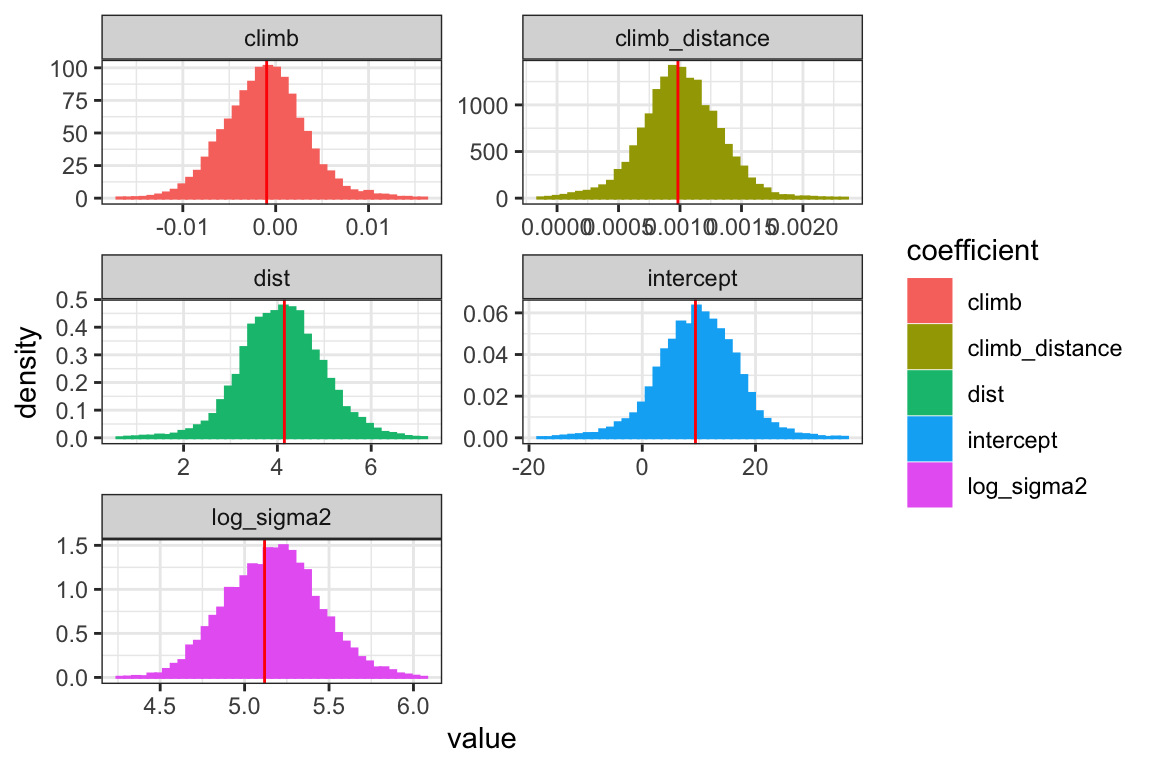 climb
climb_distance
100
75
50
25
0
1000
500
0
-0.01 0.00 0.01
0.0000 0.0005 0.0010 0.0015 0.0020
dist
intercept
0.5
0.4
0.3
0.2
0.1
0.0
0.06
0.04
0.02
0.00
2 4 6
-20 0 20
log_sigma2
1.5
1.0
0.5
0.0
4.5 5.0 5.5 6.0
density
value
coefficient
climb
climb_distance
dist
intercept
log_sigma2